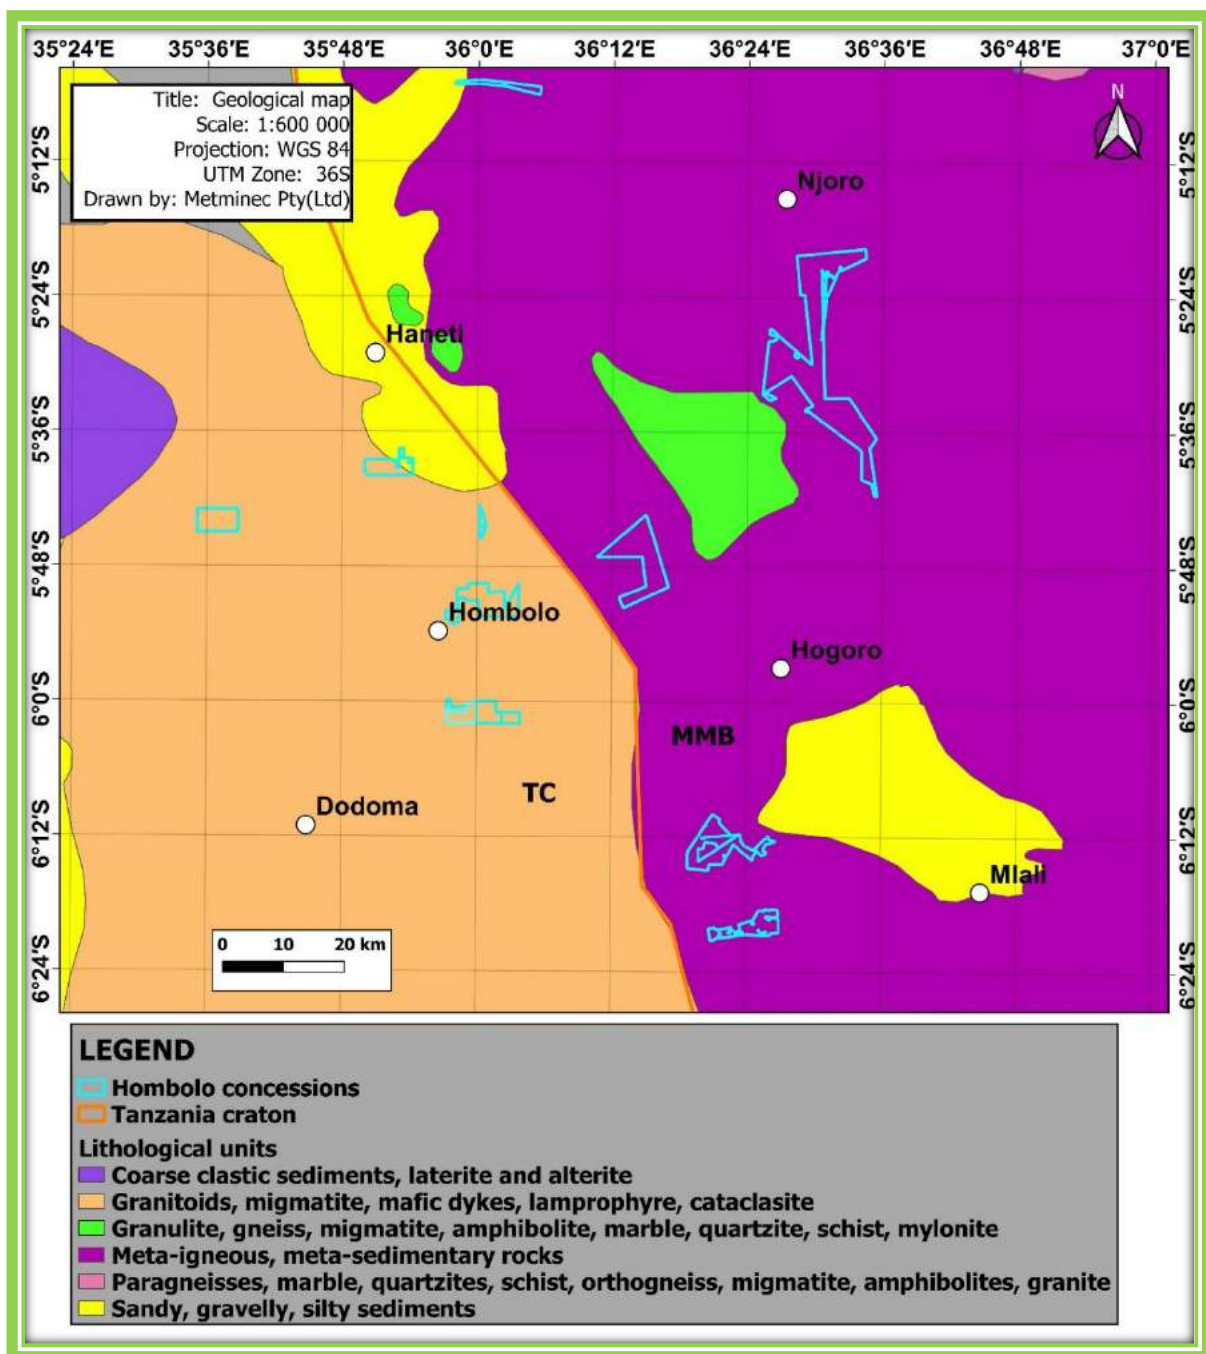 35°24'E 35°36'E 35°48'E 36°0'E 36°12'E 36°24'E 36°36'E 36°48'E 37°0'E
Title: Geological map
Scale: 1:600 000
Projection: WGS 84
UTM Zone: 36S
Drawn by: Metminec Pty(Ltd)
N
5°12'S 5°12'S
Njoro
5°24'S 5°24'S
Haneti
5°36'S 5°36'S
5°48'S 5°48'S
Hombolo
Hogoro
6°0'S 6°0'S
MMB
TC
Dodoma
6°12'S 6°12'S
Mlali
0 10 20 km
6°24'S 6°24'S
LEGEND
Hombolo concessions
Tanzania craton
Lithological units
Coarse clastic sediments, laterite and alterite
Granitoids, migmatite, mafic dykes, lamprophyre, cataclasite
Granulite, gneiss, migmatite, amphibolite, marble, quartzite, schist, mylonite
Meta-igneous, meta-sedimentary rocks
Paragneisses, marble, quartzites, schist, orthogneiss, migmatite, amphibolites, granite
Sandy, gravelly, silty sediments